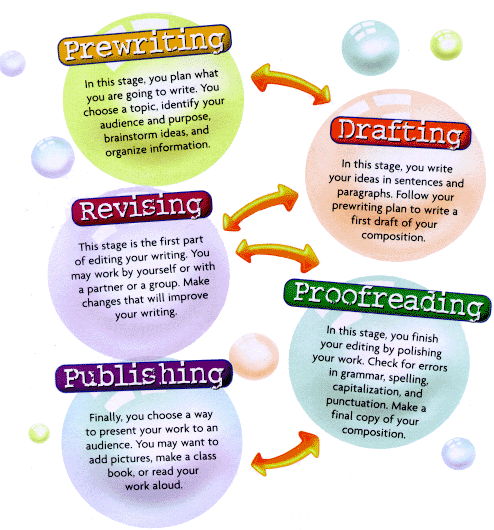 Prewriting
In this stage, you plan what
you are going to write. You
choose a topic, identify your
audience and purpose,
brainstorm ideas, and
organize information.
Drafting
In this stage, you write
your ideas in sentences and
paragraphs. Follow your
prewriting plan to write a
first draft of your
composition.
Revising
This stage is the first part
of editing your writing. You
may work by yourself or with
a partner or a group. Make
changes that will improve
your writing.
Proofreading
In this stage, you finish
your editing by polishing
your work. Check for errors
in grammar, spelling,
capitalization, and
punctuation. Make a
final copy of your
composition.
Publishing
Finally, you choose a way
to present your work to an
audience. You may want to
add pictures, make a class
book, or read your
work aloud.